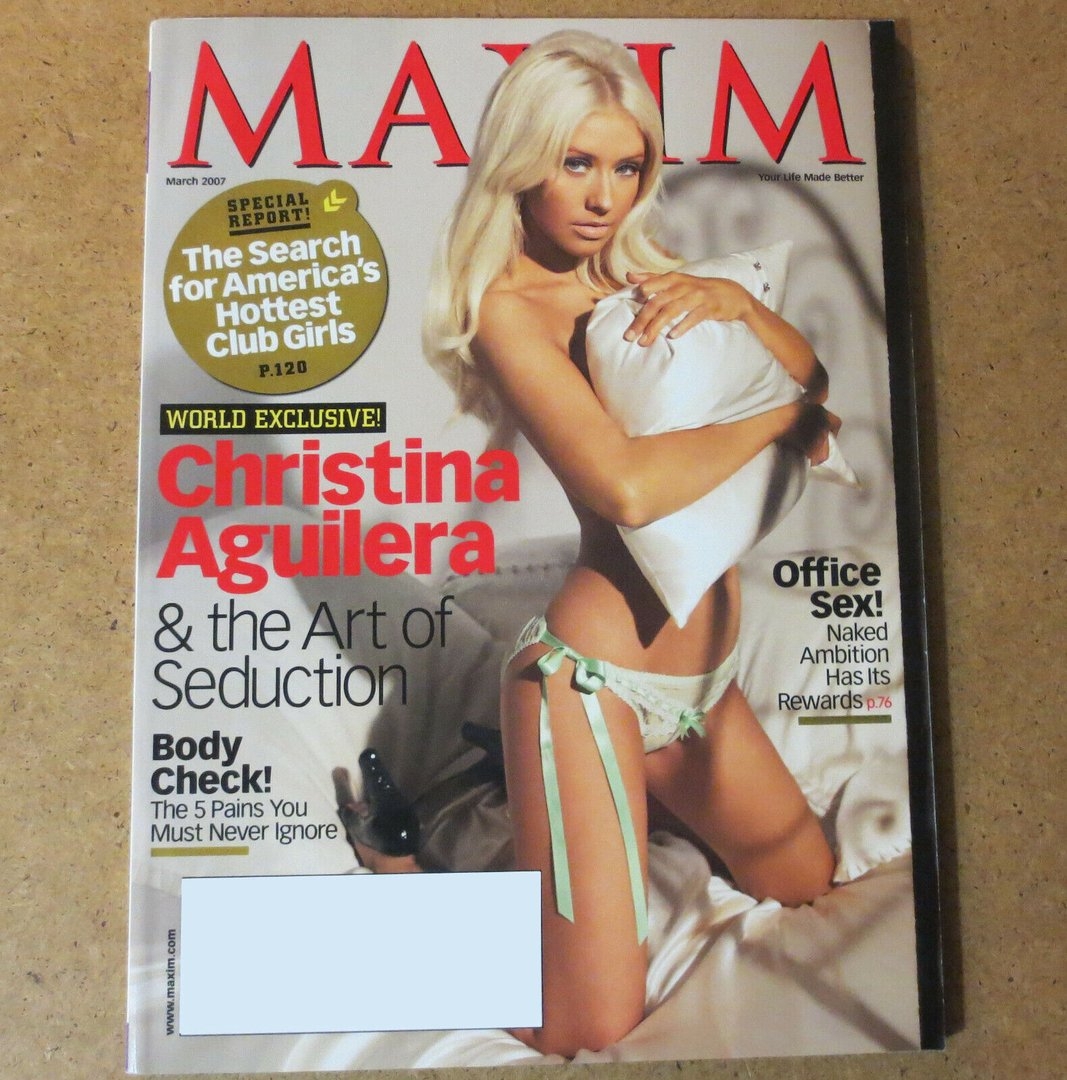 MAXIM
March 2007
Your Life Made Better
SPECIAL
REPORT!
The Search
for America's
Hottest
Club Girls
P.120
WORLD EXCLUSIVE!
Christina
Aguilera
& the Art of
Seduction
Office
Sex!
Naked
Ambition
Has Its
Rewards p.76
Body
Check!
The 5 Pains You
Must Never Ignore
www.maxim.com